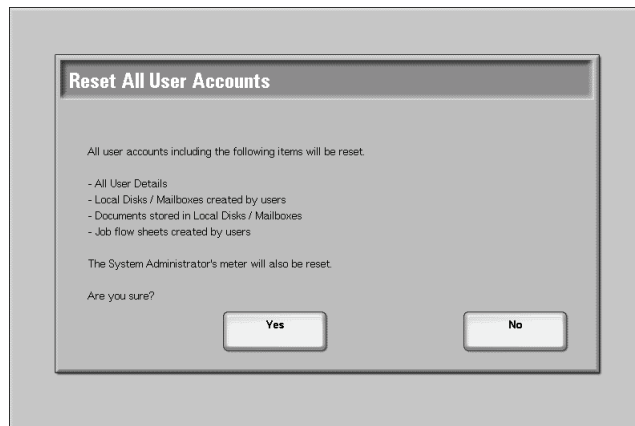 Reset All User Accounts
All user accounts including the following items will be reset.
- All User Details
- Local Disks / Mailboxes created by users
- Documents stored in Local Disks / Mailboxes
- Job flow sheets created by users
The System Administrator's meter will also be reset.
Are you sure?
Yes
No